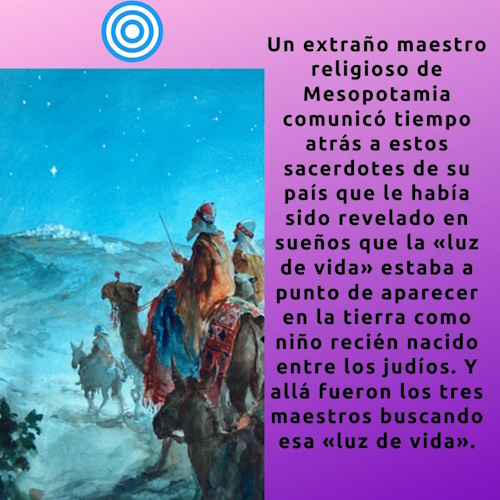 Un extraño maestro
religioso de
Mesopotamia
comunicó tiempo
atrás a estos
sacerdotes de su
país que le había
sido revelado en
sueños que la «luz
de vida» estaba a
punto de aparecer
en la tierra como
niño recién nacido
entre los judíos. Y
allá fueron los tres
maestros buscando
esa «luz de vida».